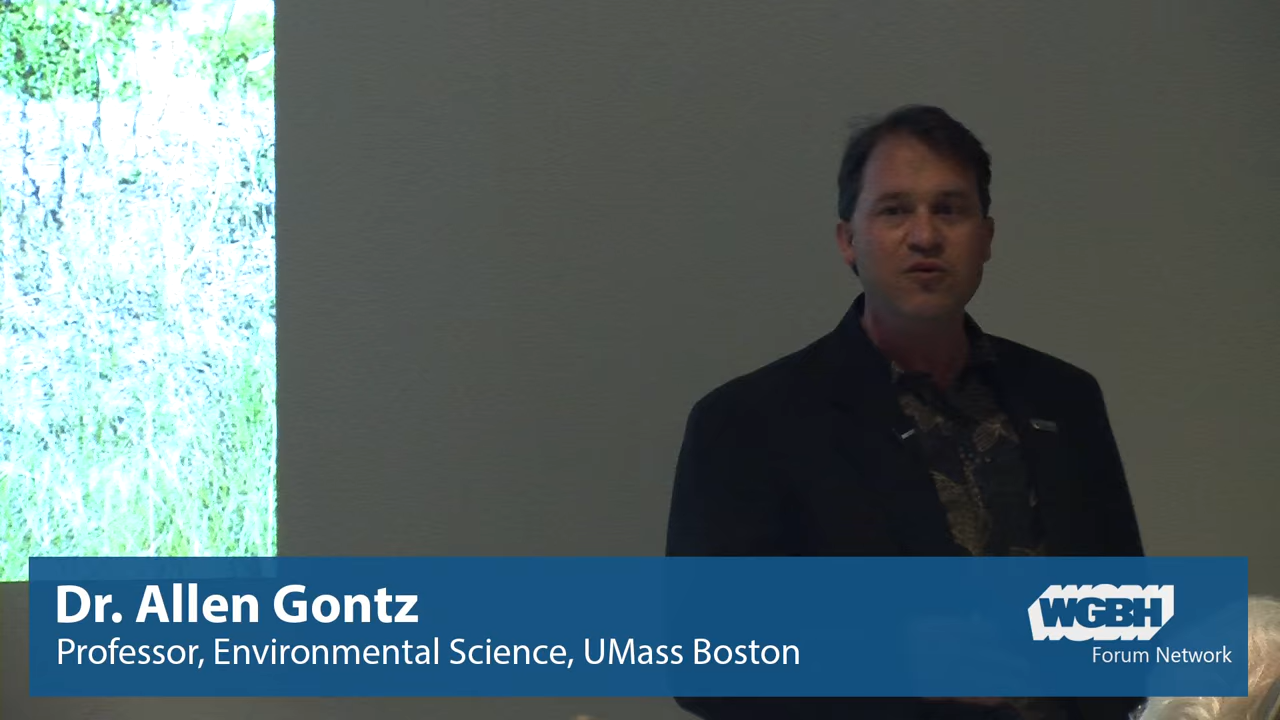 Dr. Allen Gontz
Professor, Environmental Science, UMass Boston
WGBH
Forum Network